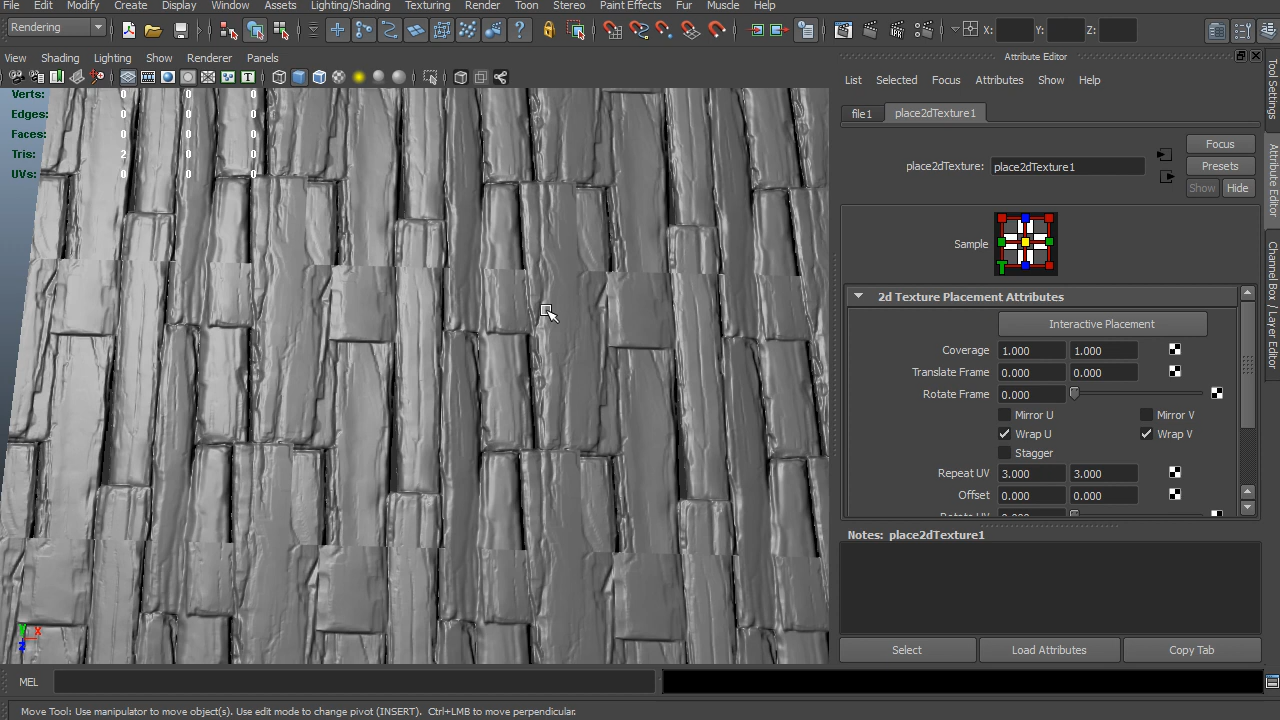 File Edit Modify Create Display Window Assets Lighting/Shading Texturing Render Toon Stereo Paint Effects Fur Muscle Help
Rendering X: Y: Z:
View Shading Lighting Show Renderer Panels
Verts: 0 0 0
Edges: 0 0 0
Faces: 0 0 0
Tris: 2 0 0
UVs: 0 0 0
Attribute Editor
List Selected Focus Attributes Show Help
file1 place2dTexture1
place2dTexture: place2dTexture1
Focus
Presets
Show Hide
Sample
2d Texture Placement Attributes
Interactive Placement
Coverage 1.000 1.000
Translate Frame 0.000 0.000
Rotate Frame 0.000
Mirror U Mirror V
Wrap U Wrap V
Stagger
Repeat UV 3.000 3.000
Offset 0.000 0.000
Rotate UV 0.000
Notes: place2dTexture1
Select Load Attributes Copy Tab
Tool Settings
Attribute Editor
Channel Box / Layer Editor
Y X Z
MEL
Move Tool: Use manipulator to move object(s). Use edit mode to change pivot (INSERT). Ctrl+LMB to move perpendicular.